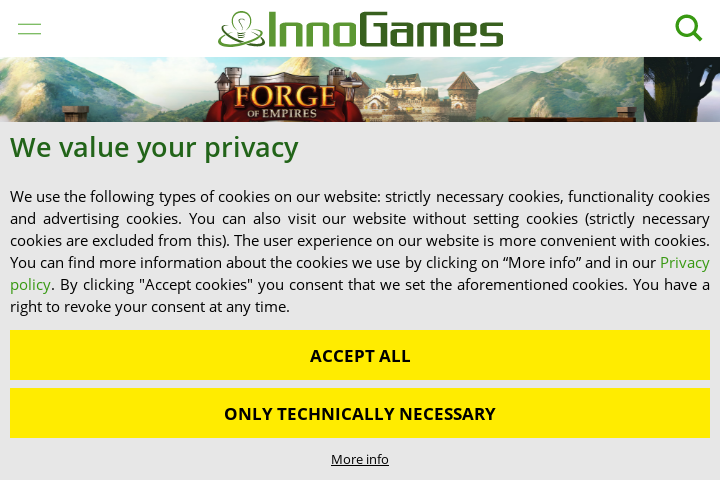 InnoGames
FORGE
OF EMPIRES
We value your privacy
We use the following types of cookies on our website: strictly necessary cookies, functionality cookies
and advertising cookies. You can also visit our website without setting cookies (strictly necessary
cookies are excluded from this). The user experience on our website is more convenient with cookies.
You can find more information about the cookies we use by clicking on “More info” and in our Privacy
policy. By clicking "Accept cookies" you consent that we set the aforementioned cookies. You have a
right to revoke your consent at any time.
ACCEPT ALL
ONLY TECHNICALLY NECESSARY
More info